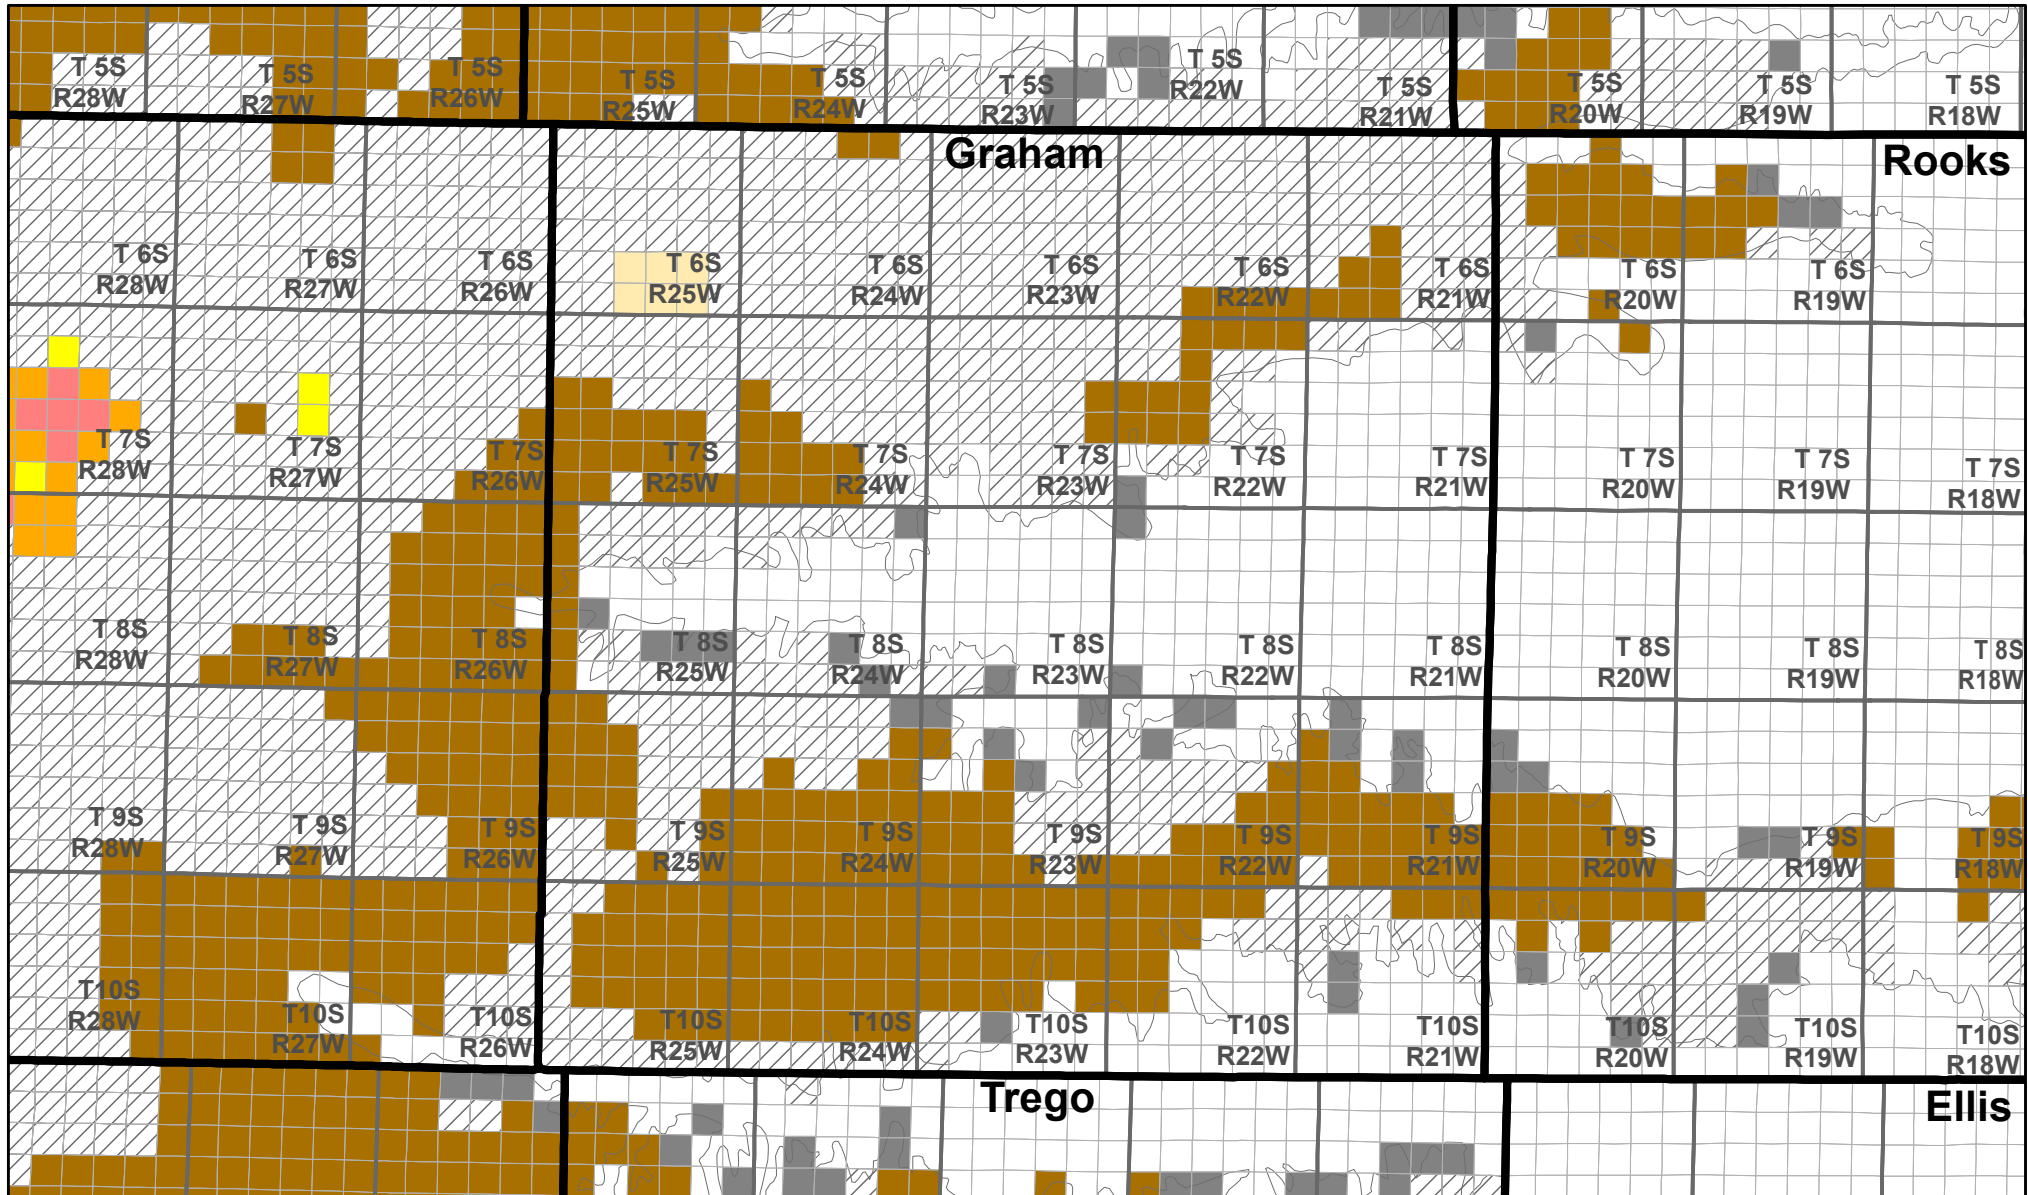 T 5S
R28W
T 5S
R27W
T 5S
R26W
T 5S
R25W
T 5S
R24W
T 5S
R23W
T 5S
R22W
T 5S
R21W
T 5S
R20W
T 5S
R19W
T 5S
R18W
Graham
Rooks
T 6S
R28W
T 6S
R27W
T 6S
R26W
T 6S
R25W
T 6S
R24W
T 6S
R23W
T 6S
R22W
T 6S
R21W
T 6S
R20W
T 6S
R19W
T 7S
R28W
T 7S
R27W
T 7S
R26W
T 7S
R25W
T 7S
R24W
T 7S
R23W
T 7S
R22W
T 7S
R21W
T 7S
R20W
T 7S
R19W
T 7S
R18W
T 8S
R28W
T 8S
R27W
T 8S
R26W
T 8S
R25W
T 8S
R24W
T 8S
R23W
T 8S
R22W
T 8S
R21W
T 8S
R20W
T 8S
R19W
T 8S
R18W
T 9S
R28W
T 9S
R27W
T 9S
R26W
T 9S
R25W
T 9S
R24W
T 9S
R23W
T 9S
R22W
T 9S
R21W
T 9S
R20W
T 9S
R19W
T 9S
R18W
T10S
R28W
T10S
R27W
T10S
R26W
T10S
R25W
T10S
R24W
T10S
R23W
T10S
R22W
T10S
R21W
T10S
R20W
T10S
R19W
T10S
R18W
Trego
Ellis